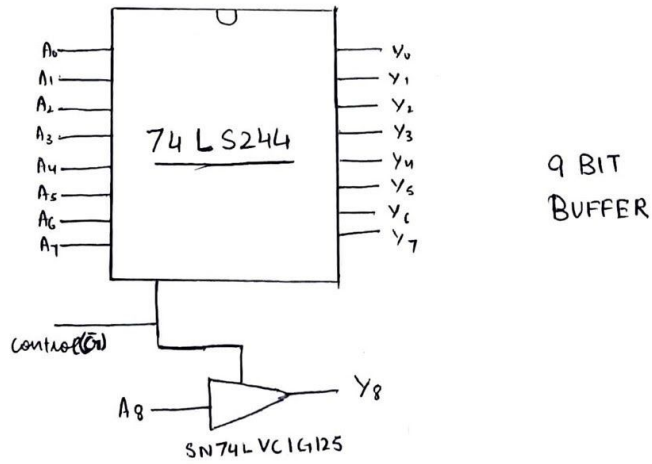 A0
A1
A2
A3
A4
A5
A6
A7
74LS244
Y0
Y1
Y2
Y3
Y4
Y5
Y6
Y7
9 BIT
BUFFER
control(G̅)
A8
Y8
SN74LVC1G125